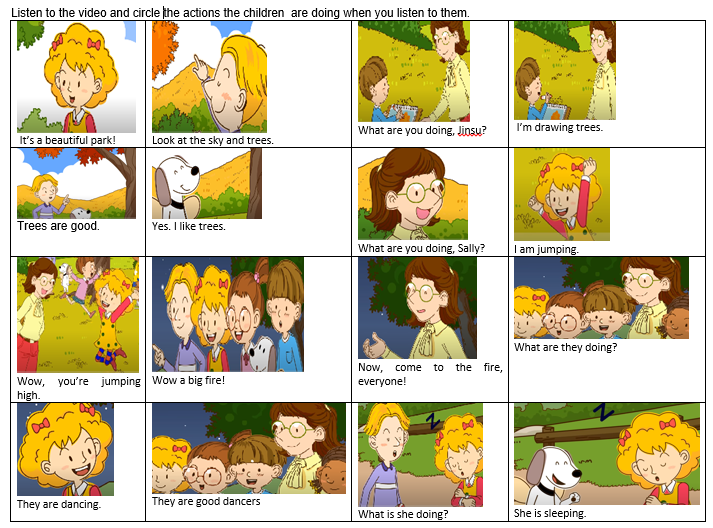 Listen to the video and circle the actions the children are doing when you listen to them.
It's a beautiful park!
Look at the sky and trees.
What are you doing, Jinsu?
I'm drawing trees.
Trees are good.
Yes. I like trees.
What are you doing, Sally?
I am jumping.
Wow, you're jumping
high.
Wow a big fire!
Now, come to the fire,
everyone!
What are they doing?
They are dancing.
They are good dancers
Z
What is she doing?
Z
She is sleeping.